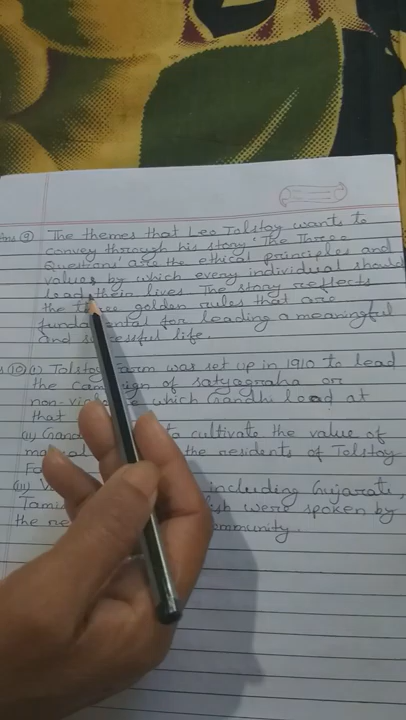 Ans ⑨ The themes that Leo Tolstoy wants to
convey through his story 'The Three
Questions' are the ethical principles and
values by which every individual should
lead their lives. The story reflects
the three golden rules that are
fundamental for leading a meaningful
and successful life.
⑩ (i) Tolstoy Farm was set up in 1910 to lead
the campaign of satyagraha or
non-violence which Gandhi load at
that
(ii) Gandhi to cultivate the value of
manual the residents of Tolstoy
Fa
(iii) including Gujarati,
Tamil were spoken by
the community.